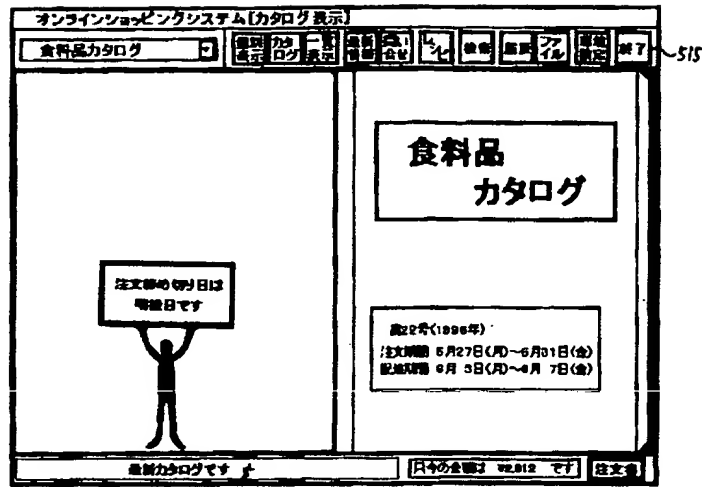 オンラインショッピングシステム[カタログ表示]
食料品カタログ
個別表示 カタログ 一覧表示 最新情報 問い合せ レシピ 検索 履歴 ファイル 環境設定 終了
515
食料品
カタログ
注文締め切り日は
明後日です
第22号(1996年)
注文期間 5月27日(月)〜5月31日(金)
配達期間 6月 3日(月)〜6月 7日(金)
最新カタログです
只今の金額は ¥2,812 です
注文書